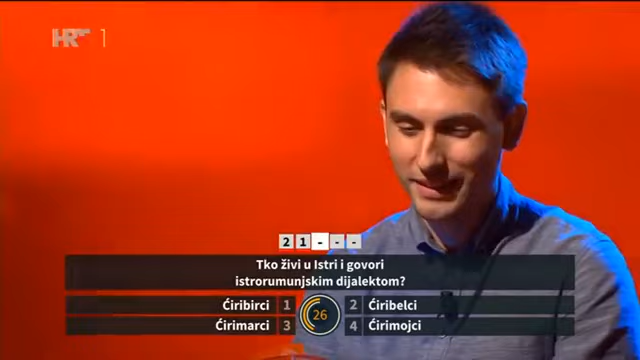 HRT 1
2 1 - - -
Tko živi u Istri i govori
istrorumunjskim dijalektom?
Ćiribirci 1 2 Ćiribelci
26
Ćirimarci 3 4 Ćirimojci